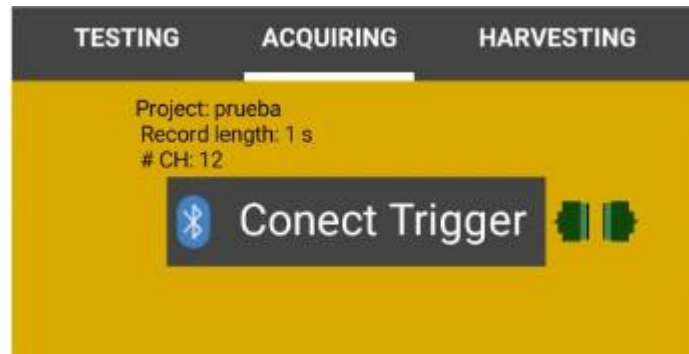 TESTING ACQUIRING HARVESTING
Project: prueba
Record length: 1 s
# CH: 12
Conect Trigger